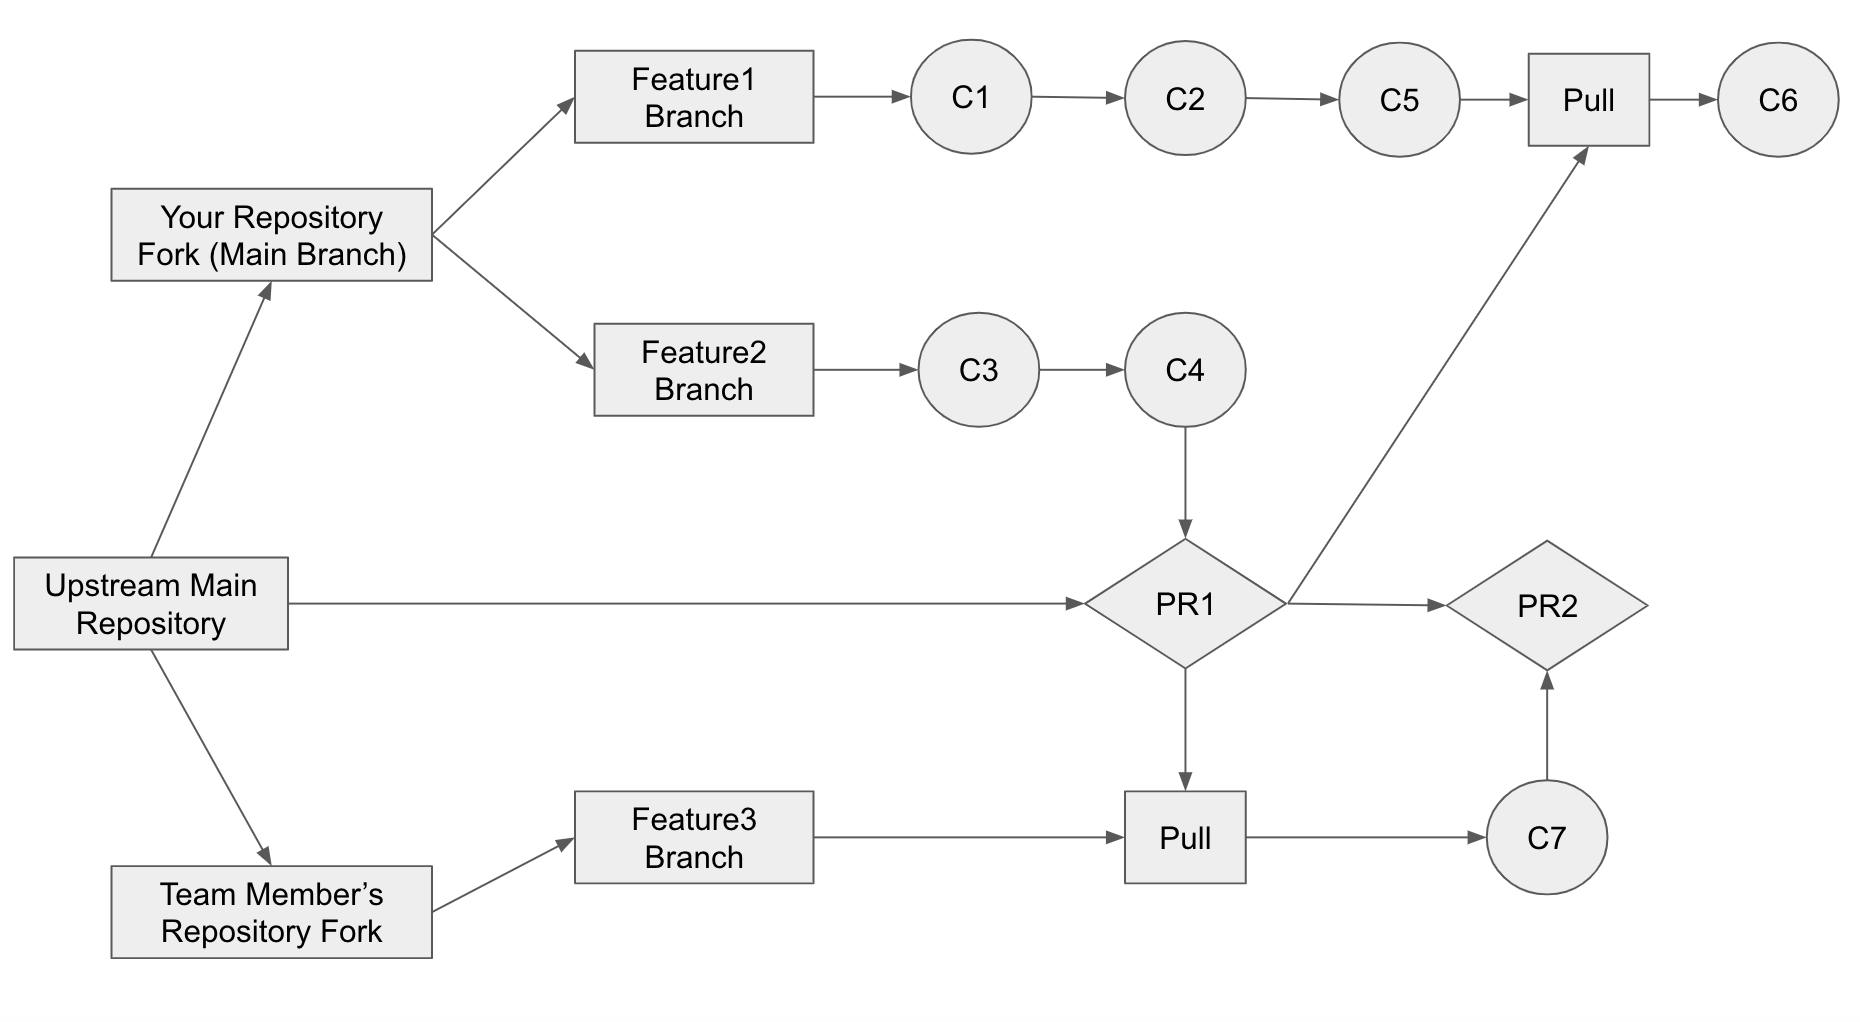 Feature1
Branch
C1
C2
C5
Pull
C6
Your Repository
Fork (Main Branch)
Feature2
Branch
C3
C4
Upstream Main
Repository
PR1
PR2
Feature3
Branch
Pull
C7
Team Member’s
Repository Fork